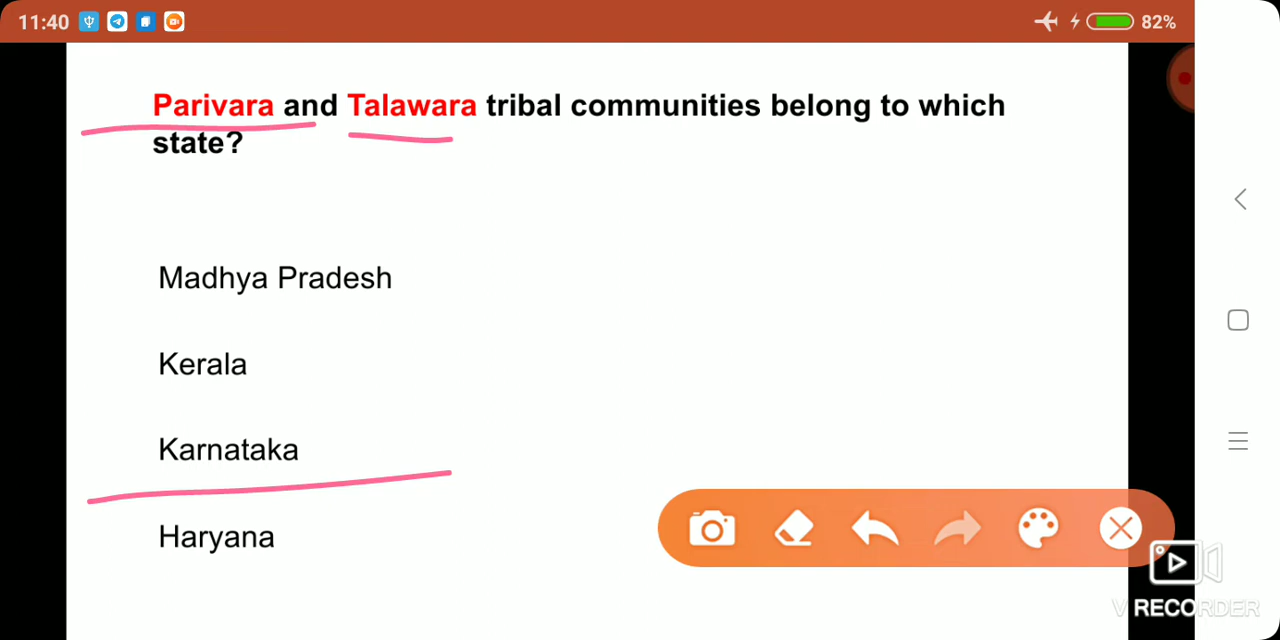 11:40
82%
Parivara and Talawara tribal communities belong to which
state?
Madhya Pradesh
Kerala
Karnataka
Haryana
V RECORDER